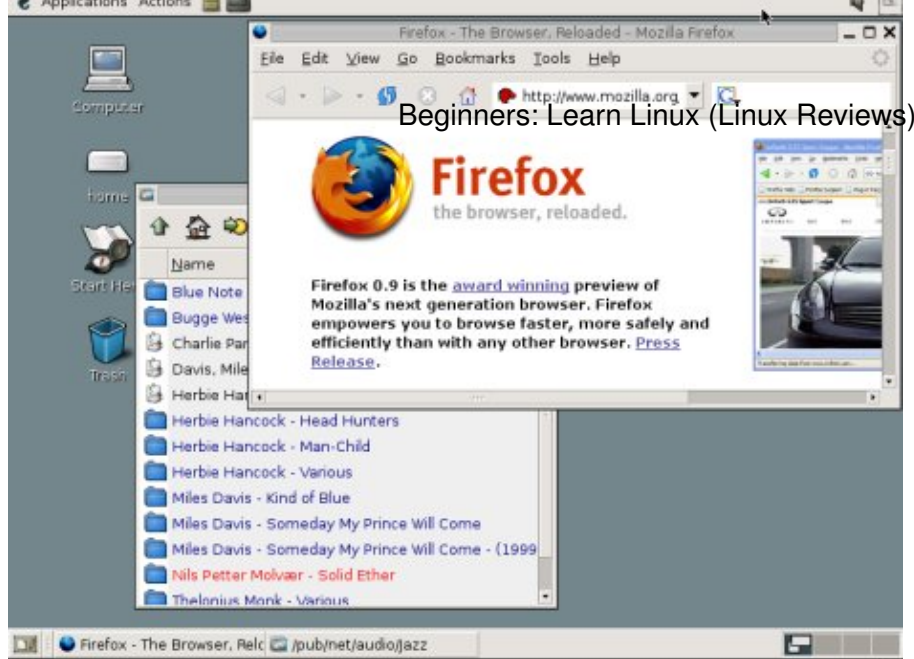 Applications Actions
Firefox - The Browser, Reloaded - Mozilla Firefox
File Edit View Go Bookmarks Tools Help
http://www.mozilla.org
Beginners: Learn Linux (Linux Reviews)
Computer
home
Start He
Trash
Firefox
the browser, reloaded.
Firefox 0.9 is the award winning preview of
Mozilla's next generation browser. Firefox
empowers you to browse faster, more safely and
efficiently than with any other browser. Press
Release.
Name
Blue Note
Bugge Wes
Charlie Par
Davis, Mile
Herbie Har
Herbie Hancock - Head Hunters
Herbie Hancock - Man-Child
Herbie Hancock - Various
Miles Davis - Kind of Blue
Miles Davis - Someday My Prince Will Come
Miles Davis - Someday My Prince Will Come - (1999
Nils Petter Molvær - Solid Ether
Thelonius Monk - Various
Firefox - The Browser, Relc
/pub/net/audio/Jazz